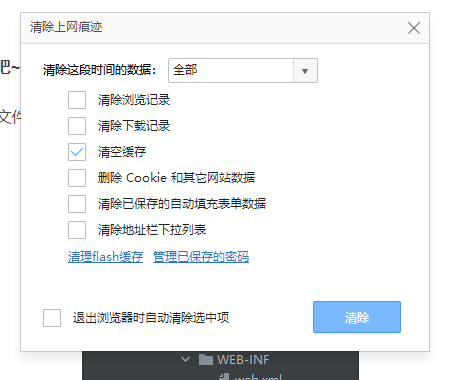 清除上网痕迹
吧~
清除这段时间的数据： 全部
清除浏览记录
文件
清除下载记录
清空缓存
删除 Cookie 和其它网站数据
清除已保存的自动填充表单数据
清除地址栏下拉列表
清理flash缓存 管理已保存的密码
退出浏览器时自动清除选中项 清除
WEB-INF
web.xml